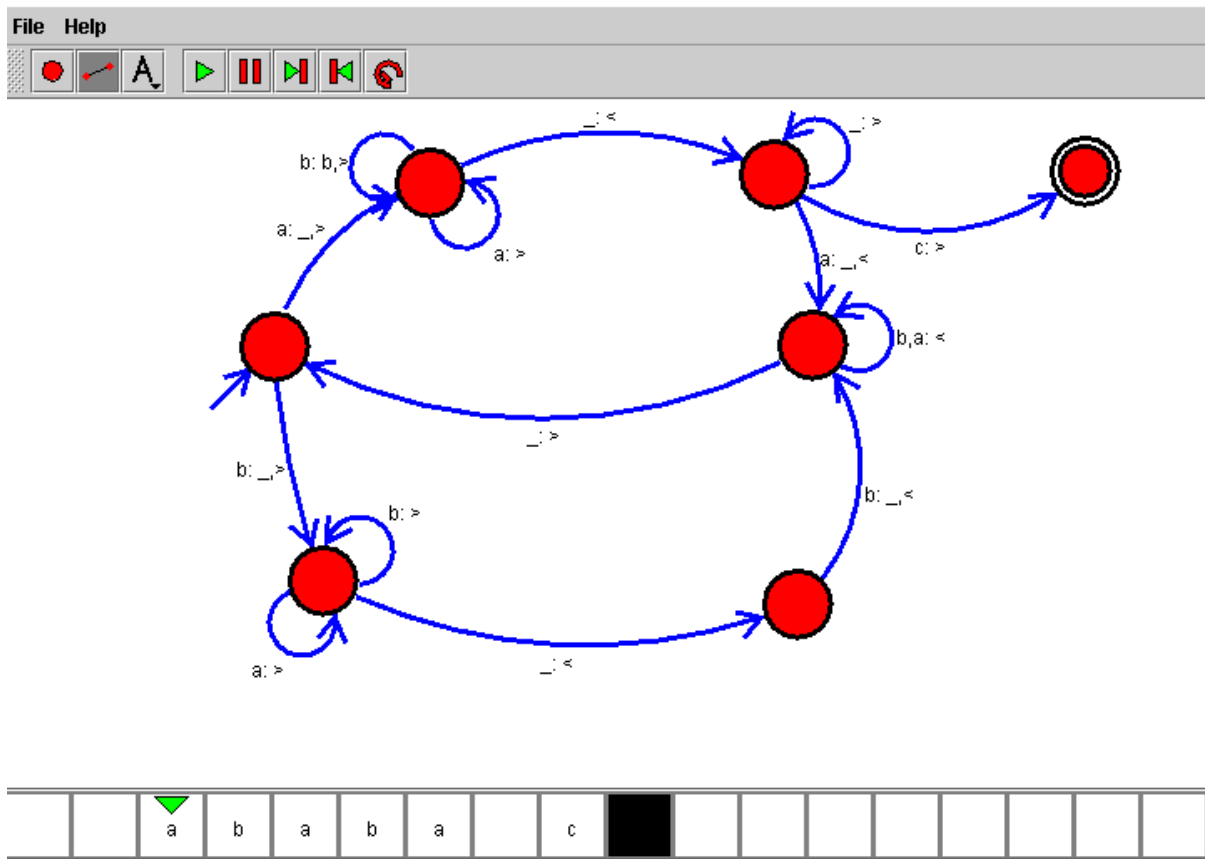 File Help
A
_: <
_: >
b: b,>
a: _,>
a: >
c: >
a: _,<
b,a: <
_: >
b: _,>
b: _,<
b: >
a: >
_: <
a b a b a c